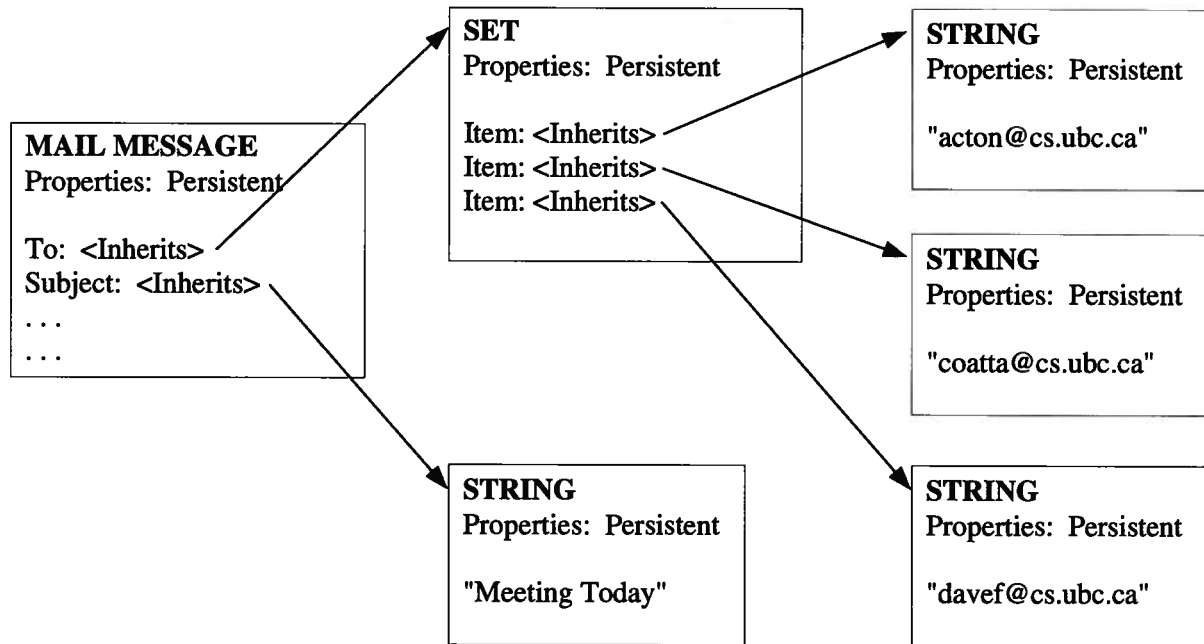 MAIL MESSAGE
Properties: Persistent
To: <Inherits>
Subject: <Inherits>
. . .
. . .
SET
Properties: Persistent
Item: <Inherits>
Item: <Inherits>
Item: <Inherits>
STRING
Properties: Persistent
"Meeting Today"
STRING
Properties: Persistent
"acton@cs.ubc.ca"
STRING
Properties: Persistent
"coatta@cs.ubc.ca"
STRING
Properties: Persistent
"davef@cs.ubc.ca"